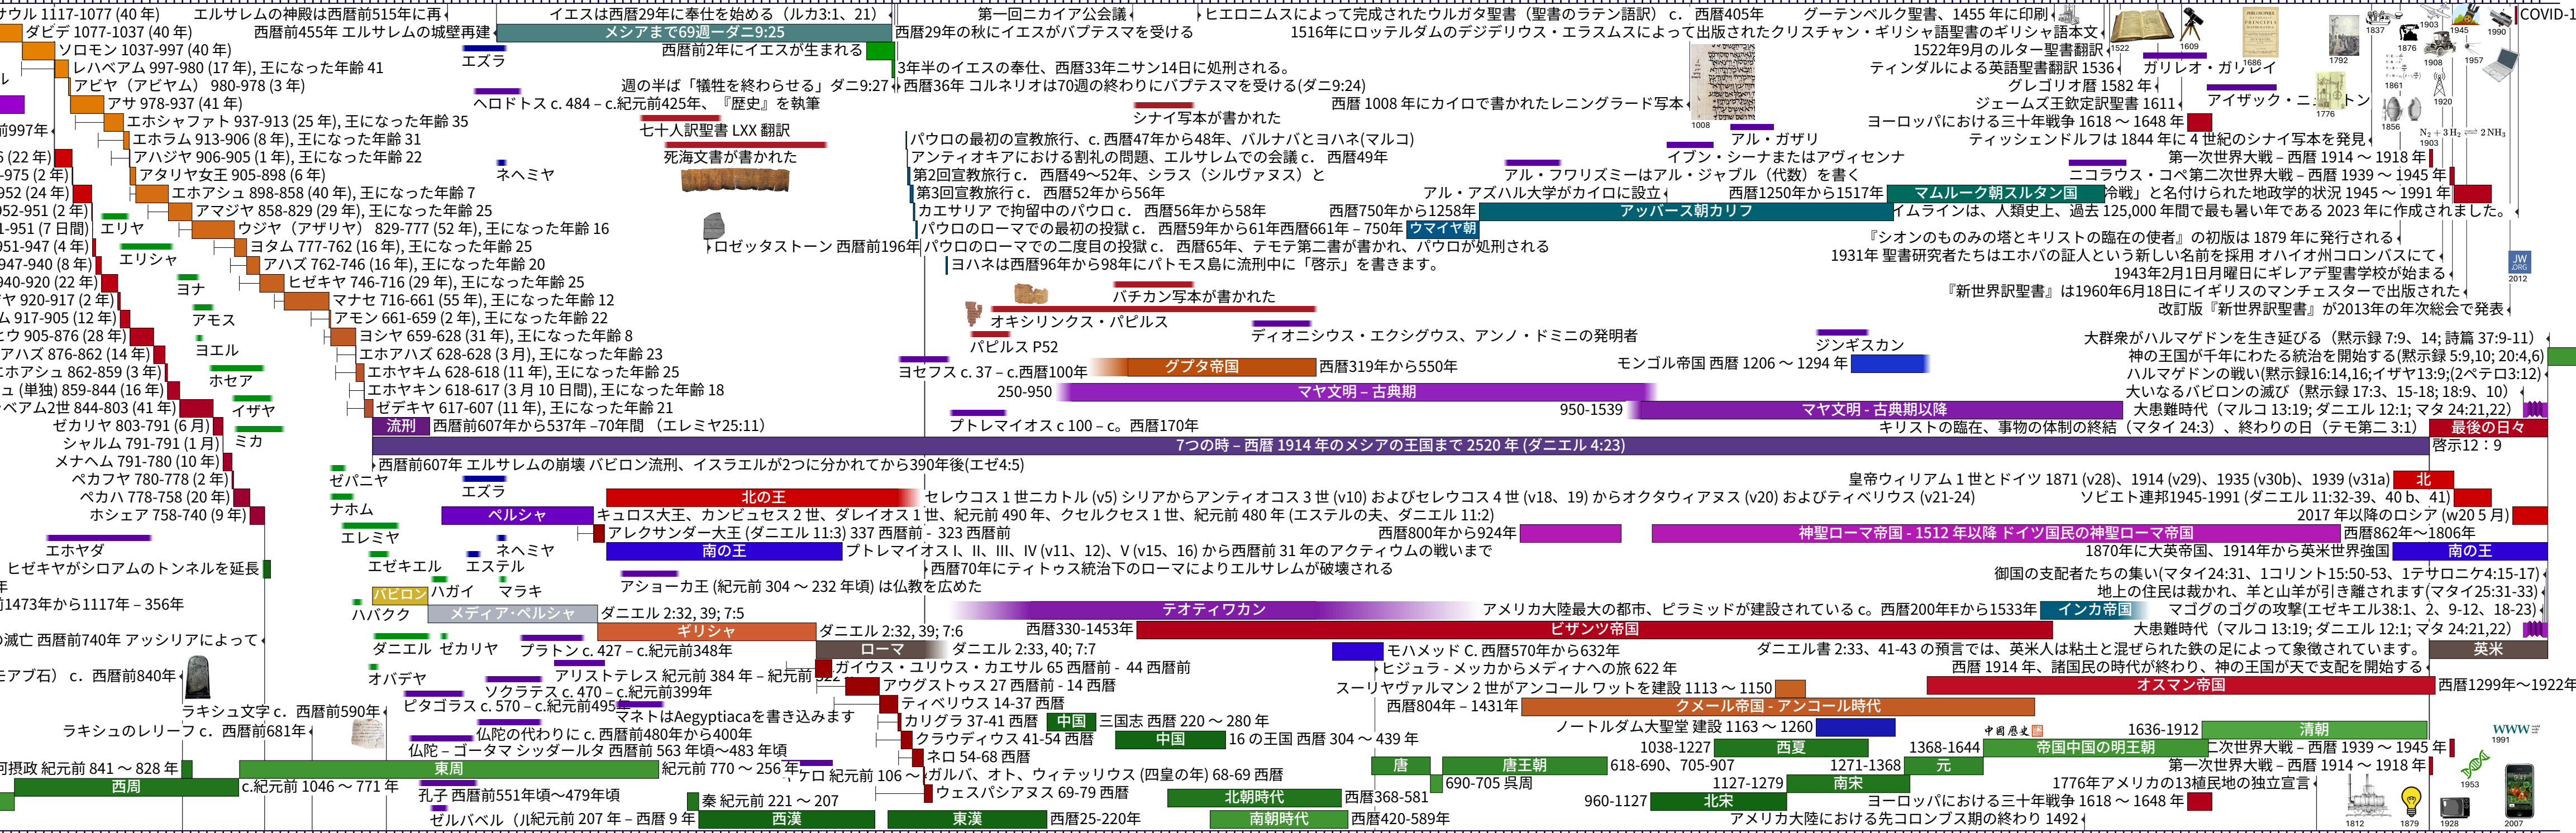 サウル 1117-1077 (40 年)
エルサレムの神殿は西暦前515年に再
イエスは西暦29年に奉仕を始める（ルカ3:1、21）
第一回ニカイア公会議
ヒエロニムスによって完成されたウルガタ聖書（聖書のラテン語訳）c. 西暦405年
グーテンベルク聖書、1455 年に印刷
COVID-1
ダビデ 1077-1037 (40 年)
西暦前455年 エルサレムの城壁再建
メシアまで69週ーダニ9:25
西暦29年の秋にイエスがバプテスマを受ける
1516年にロッテルダムのデジデリウス・エラスムスによって出版されたクリスチャン・ギリシャ語聖書のギリシャ語本文
ソロモン 1037-997 (40 年)
エズラ
西暦前2年にイエスが生まれる
1522年9月のルター聖書翻訳
レハベアム 997-980 (17 年), 王になった年齢 41
3年半のイエスの奉仕、西暦33年ニサン14日に処刑される。
ティンダルによる英語聖書翻訳 1536
ガリレオ・ガリレイ
アビヤ（アビヤム）980-978 (3 年)
週の半ば「犠牲を終わらせる」ダニ9:27
西暦36年 コルネリオは70週の終わりにバプテスマを受ける(ダニ9:24)
グレゴリオ暦 1582 年
アサ 978-937 (41 年)
ヘロドトス c. 484 – c.紀元前425年、『歴史』を執筆
西暦 1008 年にカイロで書かれたレニングラード写本
ジェームズ王欽定訳聖書 1611
エホシャファト 937-913 (25 年), 王になった年齢 35
七十人訳聖書 LXX 翻訳
シナイ写本が書かれた
1008
ヨーロッパにおける三十年戦争 1618 ～ 1648 年
前997年
エホラム 913-906 (8 年), 王になった年齢 31
パウロの最初の宣教旅行、c. 西暦47年から48年、バルナバとヨハネ(マルコ)
アル・ガザリ
ティッシェンドルフは 1844 年に 4 世紀のシナイ写本を発見
N₂ + 3 H₂ ⇌ 2 NH₃
アハジヤ 906-905 (1 年), 王になった年齢 22
死海文書が書かれた
アンティオキアにおける割礼の問題、エルサレムでの会議 c. 西暦49年
イブン・シーナまたはアヴィセンナ
第一次世界大戦 – 西暦 1914 ～ 1918 年
アタリヤ女王 905-898 (6 年)
ネヘミヤ
第2回宣教旅行 c. 西暦49～52年、シラス（シルヴァヌス）と
アル・フワリズミーはアル・ジャブル（代数）を書く
ニコラウス・コペ第二次世界大戦 – 西暦 1939 ～ 1945 年
エホアシュ 898-858 (40 年), 王になった年齢 7
第3回宣教旅行 c. 西暦52年から56年
アル・アズハル大学がカイロに設立
西暦1250年から1517年
マムルーク朝スルタン国
冷戦」と名付けられた地政学的状況 1945 ～ 1991 年
アマジヤ 858-829 (29 年), 王になった年齢 25
カエサリア で拘留中のパウロ c. 西暦56年から58年
西暦750年から1258年
アッバース朝カリフ
イムラインは、人類史上、過去 125,000 年間で最も暑い年である 2023 年に作成されました。
エリヤ
ウジヤ（アザリヤ） 829-777 (52 年), 王になった年齢 16
パウロのローマでの最初の投獄 c. 西暦59年から61年
西暦661年 – 750年
ウマイヤ朝
ヨタム 777-762 (16 年), 王になった年齢 25
ロゼッタストーン 西暦前196年
パウロのローマでの二度目の投獄 c. 西暦65年、テモテ第二書が書かれ、パウロが処刑される
『シオンのものみの塔とキリストの臨在の使者』の初版は 1879 年に発行される
エリシャ
アハズ 762-746 (16 年), 王になった年齢 20
ヨハネは西暦96年から98年にパトモス島に流刑中に「啓示」を書きます。
1931年 聖書研究者たちはエホバの証人という新しい名前を採用 オハイオ州コロンバスにて
JW.ORG
2012
ヨナ
ヒゼキヤ 746-716 (29 年), 王になった年齢 25
1943年2月1日月曜日にギレアデ聖書学校が始まる
マナセ 716-661 (55 年), 王になった年齢 12
バチカン写本が書かれた
『新世界訳聖書』は1960年6月18日にイギリスのマンチェスターで出版された
アモス
アモン 661-659 (2 年), 王になった年齢 22
オキシリンクス・パピルス
改訂版『新世界訳聖書』が2013年の年次総会で発表
ヨシヤ 659-628 (31 年), 王になった年齢 8
ディオニシウス・エクシグウス、アンノ・ドミニの発明者
大群衆がハルマゲドンを生き延びる（黙示録 7:9、14; 詩篇 37:9-11）
ヨエル
エホアハズ 628-628 (3 月), 王になった年齢 23
パピルス P52
ジンギスカン
神の王国が千年にわたる統治を開始する(黙示録 5:9,10; 20:4,6)
ホセア
エホヤキム 628-618 (11 年), 王になった年齢 25
ヨセフス c. 37 – c.西暦100年
グプタ帝国
西暦319年から550年
モンゴル帝国 西暦 1206 ～ 1294 年
ハルマゲドンの戦い(黙示録16:14,16;イザヤ13:9;(2ペテロ3:12)
エホヤキン 618-617 (3 月 10 日間), 王になった年齢 18
250-950
マヤ文明 – 古典期
大いなるバビロンの滅び（黙示録 17:3、15-18; 18:9、10）
イザヤ
ゼデキヤ 617-607 (11 年), 王になった年齢 21
950-1539
マヤ文明 - 古典期以降
大患難時代（マルコ 13:19; ダニエル 12:1; マタ 24:21,22）
ゼカリヤ 803-791 (6 月)
流刑
西暦前607年から537年 –70年間 （エレミヤ25:11）
プトレマイオス c 100 – c。西暦170年
キリストの臨在、事物の体制の終結（マタイ 24:3）、終わりの日（テモ第二 3:1）
最後の日々
ミカ
シャルム 791-791 (1 月)
7つの時 – 西暦 1914 年のメシアの王国まで 2520 年 (ダニエル 4:23)
啓示12：9
メナヘム 791-780 (10 年)
西暦前607年 エルサレムの崩壊 バビロン流刑、イスラエルが2つに分かれてから390年後(エゼ4:5)
ペカフヤ 780-778 (2 年)
ゼパニヤ
エズラ
皇帝ウィリアム 1 世とドイツ 1871 (v28)、1914 (v29)、1935 (v30b)、1939 (v31a)
北
ペカハ 778-758 (20 年)
北の王
セレウコス 1 世ニカトル (v5) シリアからアンティオコス 3 世 (v10) およびセレウコス 4 世 (v18、19) からオクタウィアヌス (v20) およびティベリウス (v21-24)
ソビエト連邦1945-1991 (ダニエル 11:32-39、40 b、41)
ホシェア 758-740 (9 年)
ナホム
ペルシャ
キュロス大王、カンビュセス 2 世、ダレイオス 1 世、紀元前 490 年、クセルクセス 1 世、紀元前 480 年 (エステルの夫、ダニエル 11:2)
2017 年以降のロシア (w20 5 月)
エレミヤ
アレクサンダー大王 (ダニエル 11:3) 337 西暦前 - 323 西暦前
西暦800年から924年
神聖ローマ帝国 - 1512 年以降 ドイツ国民の神聖ローマ帝国
西暦862年～1806年
エホヤダ
ネヘミヤ
南の王
プトレマイオス I、II、III、IV (v11、12)、V (v15、16) から西暦前 31 年のアクティウムの戦いまで
1870年に大英帝国、1914年から英米世界強国
南の王
ヒゼキヤがシロアムのトンネルを延長
エゼキエル
エステル
西暦70年にティトゥス統治下のローマによりエルサレムが破壊される
御国の支配者たちの集い(マタイ24:31、1コリント15:50-53、1テサロニケ4:15-17)
ハガイ
マラキ
アショーカ王 (紀元前 304 ～ 232 年頃) は仏教を広めた
地上の住民は裁かれ、羊と山羊が引き離されます(マタイ25:31-33)
前1473年から1117年 – 356年
バビロン
ハバクク
メディア·ペルシャ
ダニエル 2:32, 39; 7:5
テオティワカン
アメリカ大陸最大の都市、ピラミッドが建設されている c。西暦200年
から1533年
インカ帝国
マゴグのゴグの攻撃(エゼキエル38:1、2、9-12、18-23)
の滅亡 西暦前740年 アッシリアによって
ギリシャ
ダニエル 2:32, 39; 7:6
西暦330-1453年
ビザンツ帝国
大患難時代（マルコ 13:19; ダニエル 12:1; マタ 24:21,22）
ダニエル
ゼカリヤ
プラトン c. 427 – c.紀元前348年
ローマ
ダニエル 2:33, 40; 7:7
モハメッド C. 西暦570年から632年
ダニエル書 2:33、41-43 の預言では、英米人は粘土と混ぜられた鉄の足によって象徴されています。
英米
モアブ石） c. 西暦前840年
オバデヤ
アリストテレス 紀元前 384 年 – 紀元前
ガイウス・ユリウス・カエサル 65 西暦前 - 44 西暦前
ヒジュラ - メッカからメディナへの旅 622 年
西暦 1914 年、諸国民の時代が終わり、神の王国が天で支配を開始する
ソクラテス c. 470 – c.紀元前399年
アウグストゥス 27 西暦前 - 14 西暦
スーリヤヴァルマン 2 世がアンコール ワットを建設 1113 ～ 1150
オスマン帝国
西暦1299年～1922年
ピタゴラス c. 570 – c.紀元前495年
ティベリウス 14-37 西暦
西暦804年 – 1431年
クメール帝国 - アンコール時代
ラキシュ文字 c. 西暦前590年
マネトはAegyptiacaを書き込みます
カリグラ 37-41 西暦
中国
三国志 西暦 220 ～ 280 年
ノートルダム大聖堂 建設 1163 ～ 1260
中國歷史
1636-1912
清朝
WWW
1991
ラキシュのレリーフ c. 西暦前681年
仏陀の代わりに c. 西暦前480年から400年
クラウディウス 41-54 西暦
中国
16 の王国 西暦 304 ～ 439 年
仏陀 – ゴータマ シッダールタ 西暦前 563 年頃～483 年頃
ネロ 54-68 西暦
1038-1227
西夏
1368-1644
帝国中国の明王朝
二次世界大戦 – 西暦 1939 ～ 1945 年
何摂政 紀元前 841 ～ 828 年
東周
紀元前 770 ～ 256 年
ケロ 紀元前 106 ～
ガルバ、オト、ウィテッリウス (四皇の年) 68-69 西暦
唐
唐王朝
618-690、705-907
1271-1368
元
第一次世界大戦 – 西暦 1914 ～ 1918 年
西周
c.紀元前 1046 ～ 771 年
孔子 西暦前551年頃～479年頃
ウェスパシアヌス 69-79 西暦
690-705 呉周
1127-1279
南宋
1776年アメリカの13植民地の独立宣言
1953
秦 紀元前 221 ～ 207
北朝時代
西暦368-581
960-1127
北宋
ヨーロッパにおける三十年戦争 1618 ～ 1648 年
ゼルバベル（ル
紀元前 207 年 – 西暦 9 年
西漢
東漢
西暦25-220年
南朝時代
西暦420-589年
アメリカ大陸における先コロンブス期の終わり 1492
1812
1879
1928
2007